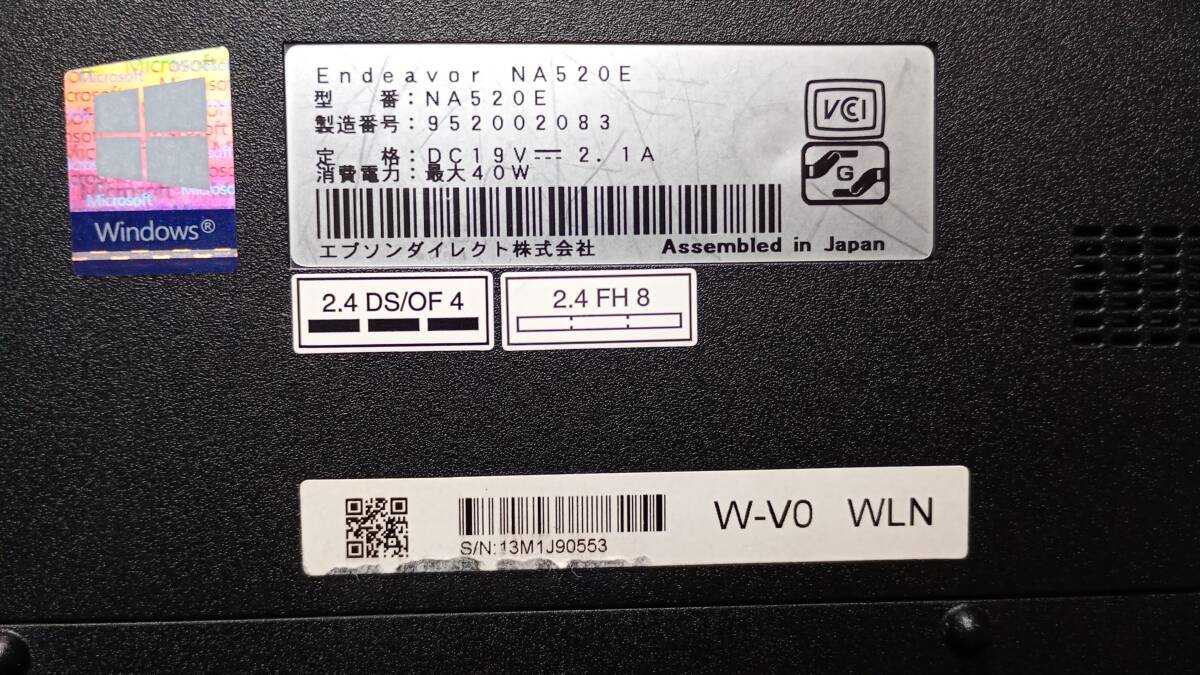 Microsoft
Microsoft
Microsoft
Windows®
Endeavor NA520E
型 番:NA520E
製造番号:952002083
定 格:DC19V⎓2.1A
消費電力:最大40W
エプソンダイレクト株式会社 Assembled in Japan
VCCI
G
2.4 DS/OF 4
2.4 FH 8
S/N:13M1J90553
W-V0 WLN